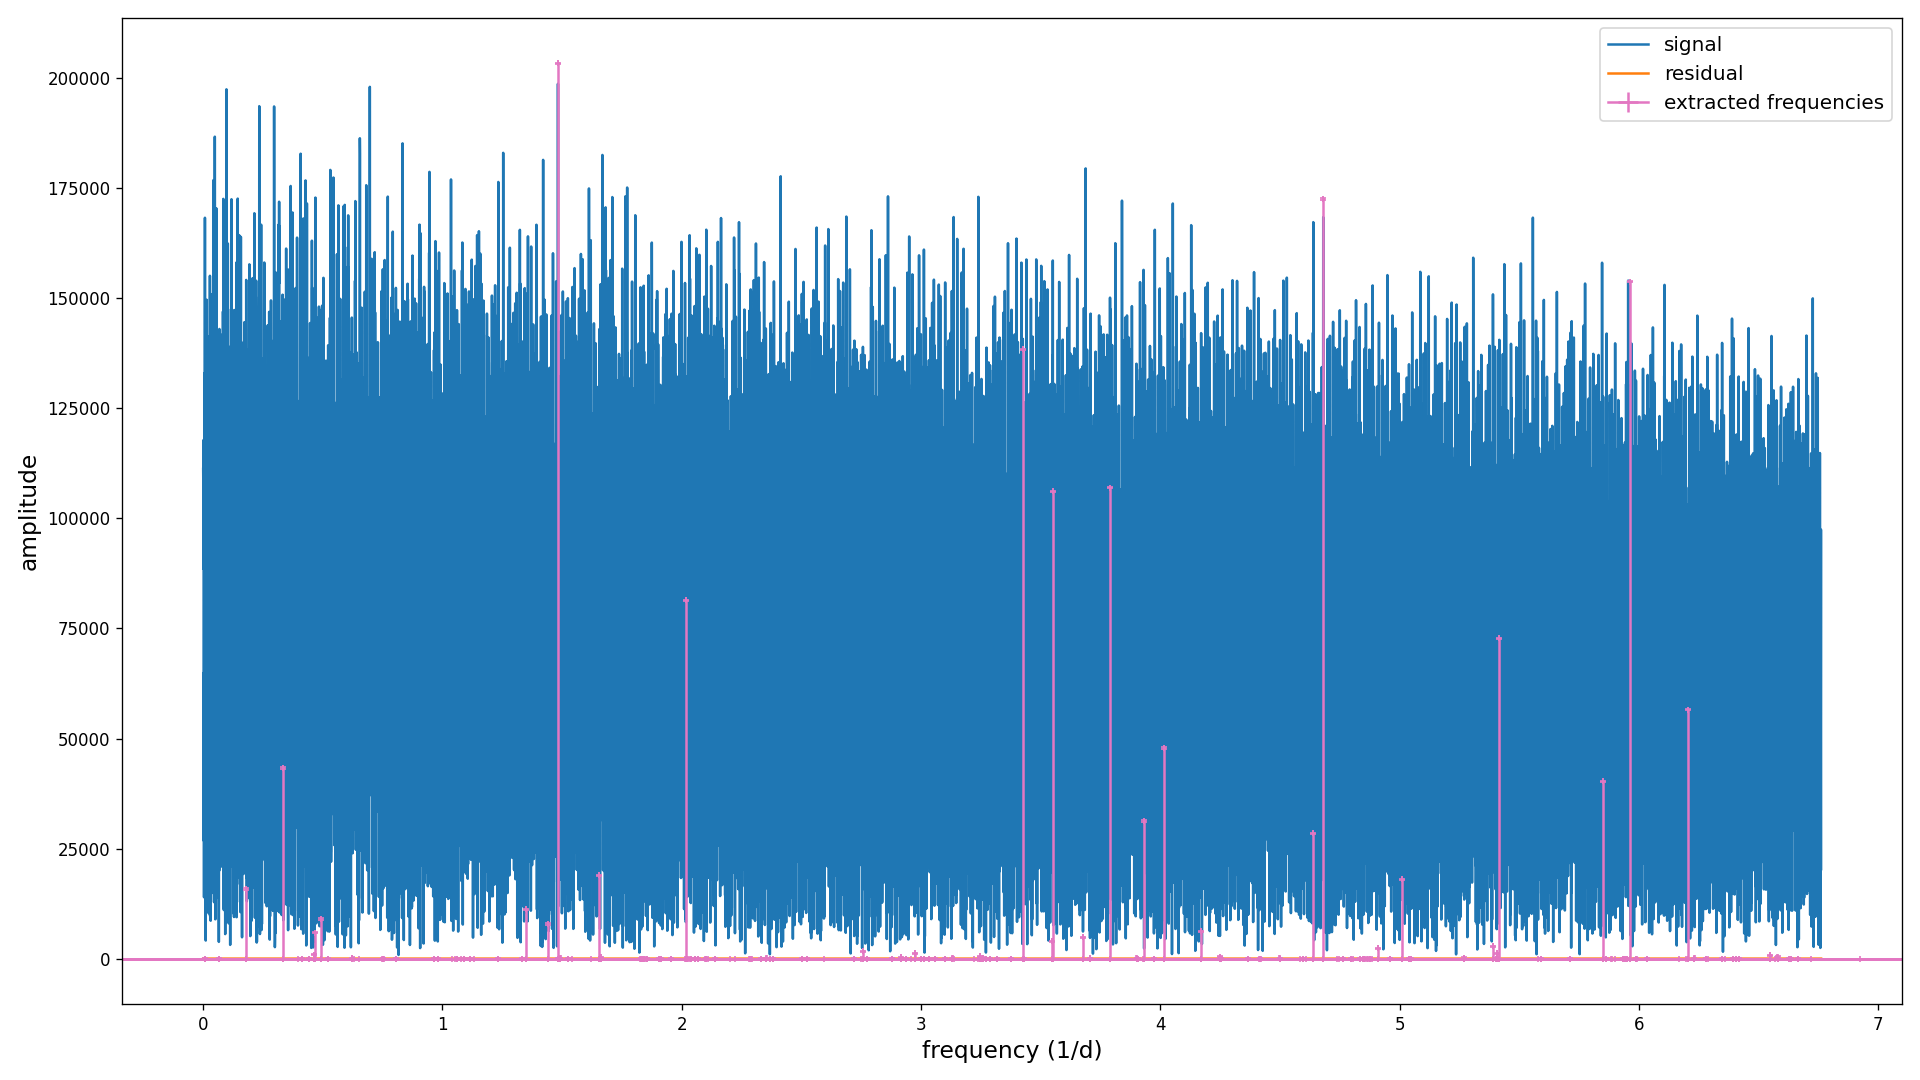 signal
residual
extracted frequencies
200000
175000
150000
125000
100000
75000
50000
25000
0
amplitude
0 1 2 3 4 5 6 7
frequency (1/d)